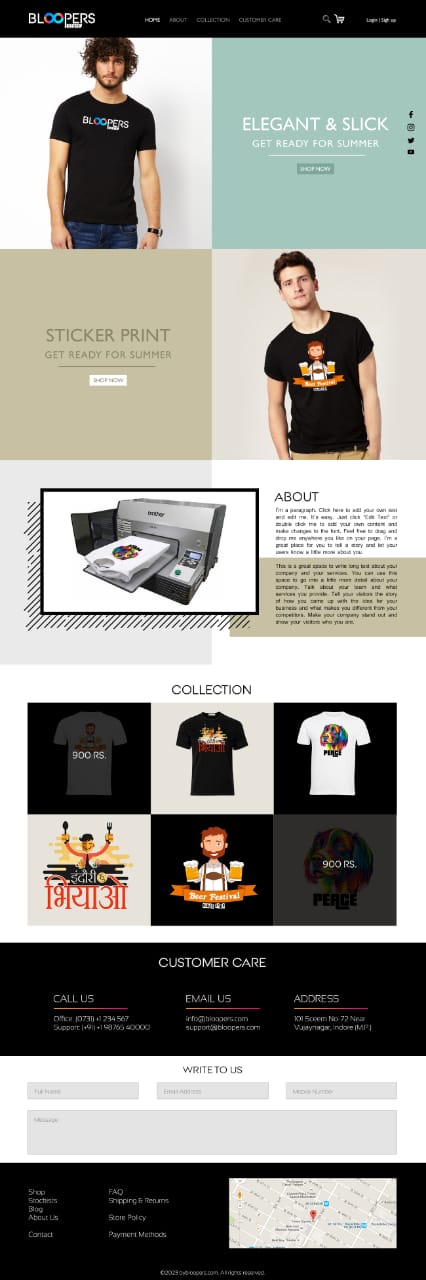 BLOOPERS
HOME ABOUT COLLECTION CUSTOMER CARE
Login | Sign up
BLOOPERS
ELEGANT & SLICK
GET READY FOR SUMMER
SHOP NOW
STICKER PRINT
GET READY FOR SUMMER
SHOP NOW
Beer Festival
brother
ABOUT
I'm a paragraph. Click here to add your own text
and edit me. It's easy. Just click "Edit Text" or
double click me to add your own content and
make changes to the font. Feel free to drag and
drop me anywhere you like on your page. I'm a
great place for you to tell a story and let your
users know a little more about you.
This is a great space to write long text about your
company and your services. You can use this
space to go into a little more detail about your
company. Talk about your team and what
services you provide. Tell your visitors the story
of how you came up with the idea for your
business and what makes you different from your
competitors. Make your company stand out and
show your visitors who you are.
COLLECTION
900 RS.
इंदौरी
भियाओ
PEACE
इंदौरी
भियाओ
Beer Festival
900 RS.
PEACE
CUSTOMER CARE
CALL US
Office: (0731) +1 234 567
Support: (+91) +1 98765 40000
EMAIL US
info@bloopers.com
support@bloopers.com
ADDRESS
101 Sceem No-72 Near
Vijaynagar, Indore (M.P.)
WRITE TO US
Full Name
Email Address
Mobile Number
Message
Shop
Stocklists
Blog
About Us
Contact
FAQ
Shipping & Returns
Store Policy
Payment Methods
©2023 by bloopers.com. All rights reserved.